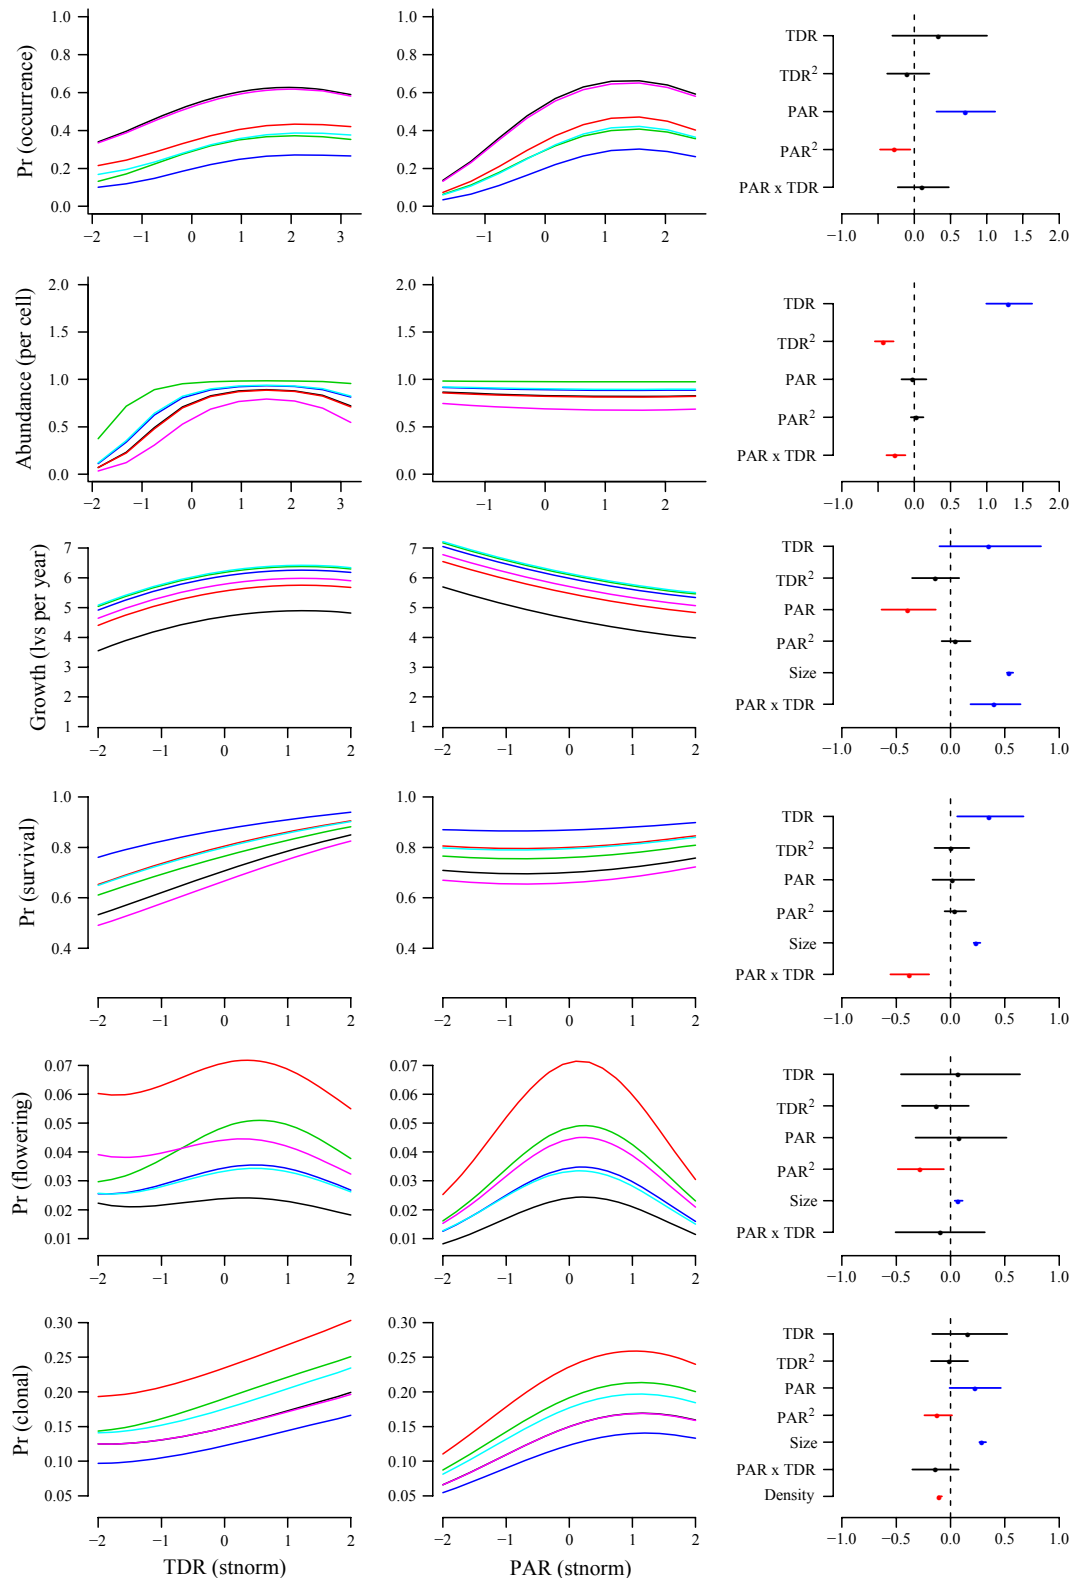 Pr (occurrence)
1.0
0.8
0.6
0.4
0.2
0.0
−2 −1 0 1 2 3
1.0
0.8
0.6
0.4
0.2
0.0
−1 0 1 2
TDR
TDR²
PAR
PAR²
PAR x TDR
−1.0 0.0 0.5 1.0 1.5 2.0
Abundance (per cell)
2.0
1.5
1.0
0.5
0.0
−2 −1 0 1 2 3
2.0
1.5
1.0
0.5
0.0
−1 0 1 2
TDR
TDR²
PAR
PAR²
PAR x TDR
−1.0 0.0 1.0 2.0
Growth (lvs per year)
7
6
5
4
3
2
1
−2 −1 0 1 2
7
6
5
4
3
2
1
−2 −1 0 1 2
TDR
TDR²
PAR
PAR²
Size
PAR x TDR
−1.0 −0.5 0.0 0.5 1.0
Pr (survival)
1.0
0.8
0.6
0.4
−2 −1 0 1 2
1.0
0.8
0.6
0.4
−2 −1 0 1 2
TDR
TDR²
PAR
PAR²
Size
PAR x TDR
−1.0 −0.5 0.0 0.5 1.0
Pr (flowering)
0.07
0.06
0.05
0.04
0.03
0.02
0.01
−2 −1 0 1 2
0.07
0.06
0.05
0.04
0.03
0.02
0.01
−2 −1 0 1 2
TDR
TDR²
PAR
PAR²
Size
PAR x TDR
−1.0 −0.5 0.0 0.5 1.0
Pr (clonal)
0.30
0.25
0.20
0.15
0.10
0.05
−2 −1 0 1 2
TDR (stnorm)
0.30
0.25
0.20
0.15
0.10
0.05
−2 −1 0 1 2
PAR (stnorm)
TDR
TDR²
PAR
PAR²
Size
PAR x TDR
Density
−1.0 −0.5 0.0 0.5 1.0